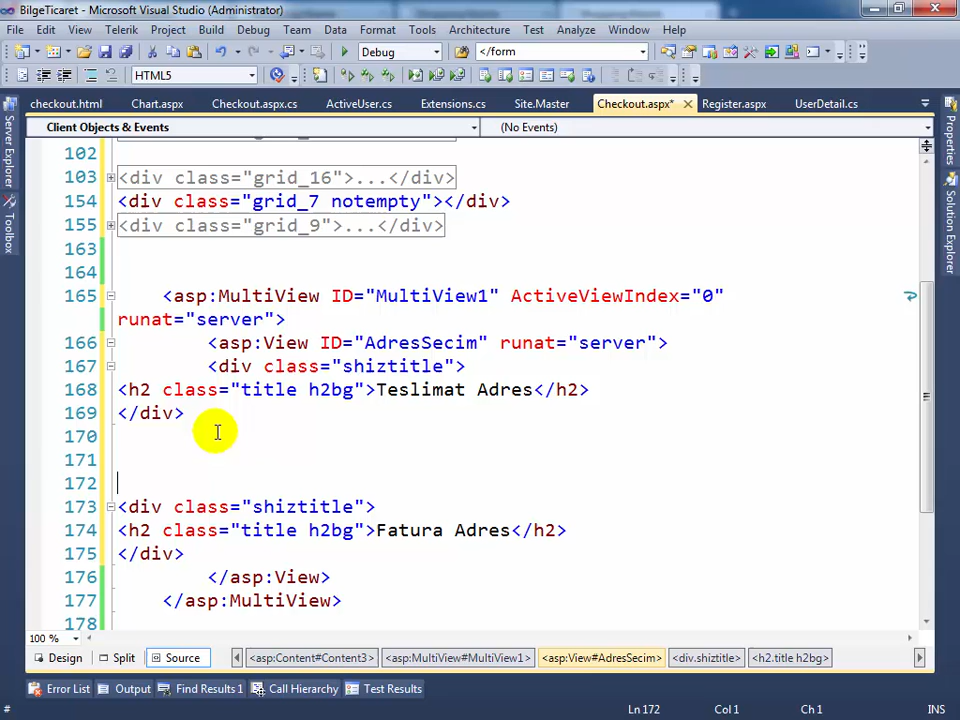 BilgeTicaret - Microsoft Visual Studio (Administrator)
File Edit View Telerik Project Build Debug Team Data Format Tools Architecture Test Analyze Window Help
Debug </form
HTML5
checkout.html Chart.aspx Checkout.aspx.cs ActiveUser.cs Extensions.cs Site.Master Checkout.aspx* Register.aspx UserDetail.cs
Client Objects & Events (No Events)
Server Explorer
Toolbox
Properties
Solution Explorer
102
103 <div class="grid_16">...</div>
154 <div class="grid_7 notempty"></div>
155 <div class="grid_9">...</div>
163
164
165 <asp:MultiView ID="MultiView1" ActiveViewIndex="0"
runat="server">
166 <asp:View ID="AdresSecim" runat="server">
167 <div class="shiztitle">
168 <h2 class="title h2bg">Teslimat Adres</h2>
169 </div>
170
171
172
173 <div class="shiztitle">
174 <h2 class="title h2bg">Fatura Adres</h2>
175 </div>
176 </asp:View>
177 </asp:MultiView>
178
100 %
Design Split Source <asp:Content#Content3> <asp:MultiView#MultiView1> <asp:View#AdresSecim> <div.shiztitle> <h2.title h2bg>
Error List Output Find Results 1 Call Hierarchy Test Results
# Ln 172 Col 1 Ch 1 INS